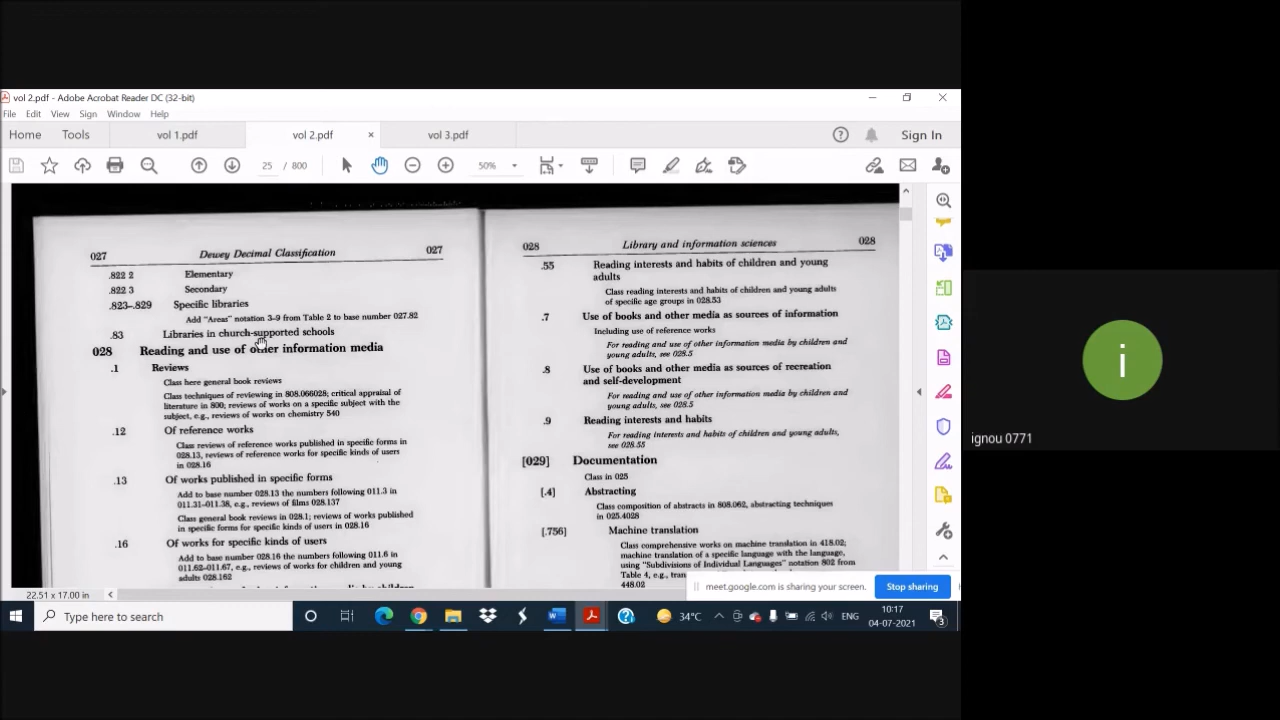 vol 2.pdf - Adobe Acrobat Reader DC (32-bit)
File Edit View Sign Window Help
Home Tools vol 1.pdf vol 2.pdf × vol 3.pdf Sign In
25 / 800 50%
027 Dewey Decimal Classification 027
.822 2 Elementary
.822 3 Secondary
.823–.829 Specific libraries
Add "Areas" notation 3–9 from Table 2 to base number 027.82
.83 Libraries in church-supported schools
028 Reading and use of other information media
.1 Reviews
Class here general book reviews
Class techniques of reviewing in 808.066028; critical appraisal of
literature in 800; reviews of works on a specific subject with the
subject, e.g., reviews of works on chemistry 540
.12 Of reference works
Class reviews of reference works published in specific forms in
028.13, reviews of reference works for specific kinds of users
in 028.16
.13 Of works published in specific forms
Add to base number 028.13 the numbers following 011.3 in
011.31–011.38, e.g., reviews of films 028.137
Class general book reviews in 028.1; reviews of works published
in specific forms for specific kinds of users in 028.16
.16 Of works for specific kinds of users
Add to base number 028.16 the numbers following 011.6 in
011.62–011.67, e.g., reviews of works for children and young
adults 028.162
028 Library and information sciences 028
.55 Reading interests and habits of children and young
adults
Class reading interests and habits of children and young adults
of specific age groups in 028.53
.7 Use of books and other media as sources of information
Including use of reference works
For reading and use of other information media by children and
young adults, see 028.5
.8 Use of books and other media as sources of recreation
and self-development
For reading and use of other information media by children and
young adults, see 028.5
.9 Reading interests and habits
For reading interests and habits of children and young adults,
see 028.55
[029] Documentation
Class in 025
[.4] Abstracting
Class composition of abstracts in 808.062, abstracting techniques
in 025.4028
[.756] Machine translation
Class comprehensive works on machine translation in 418.02;
machine translation of a specific language with the language,
using "Subdivisions of Individual Languages" notation 802 from
Table 4, e.g., tran
448.02
22.51 x 17.00 in
meet.google.com is sharing your screen. Stop sharing
Type here to search
34°C ENG 10:17
04-07-2021
3
i
ignou 0771